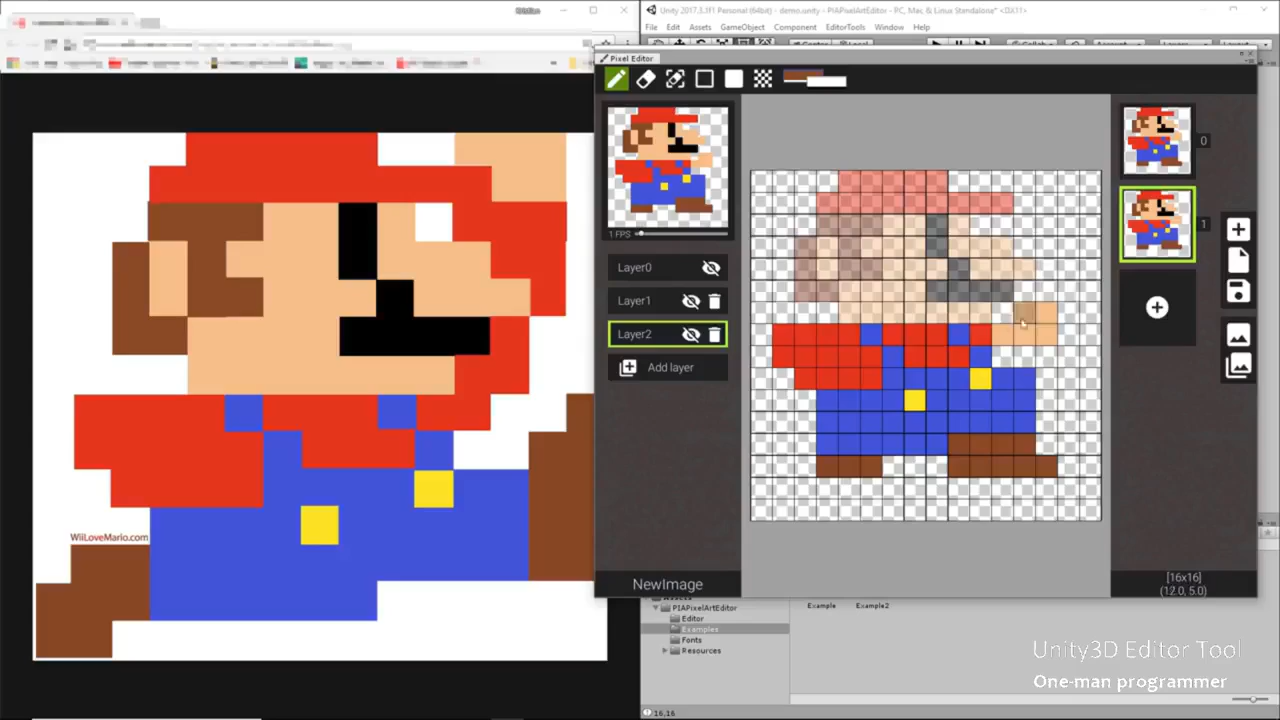 Unity 2017.3.1f1 Personal (64bit) - demo.unity - PIAPixelArtEditor - PC, Mac & Linux Standalone* <DX11>
File Edit Assets GameObject Component EditorTools Window Help
Pixel Editor
1 FPS
0
1
Layer0
Layer1
Layer2
Add layer
WiiLoveMario.com
NewImage
[16x16]
(12.0, 5.0)
PIAPixelArtEditor
Editor
Examples
Fonts
Resources
Example Example2
Unity3D Editor Tool
One-man programmer
16,16